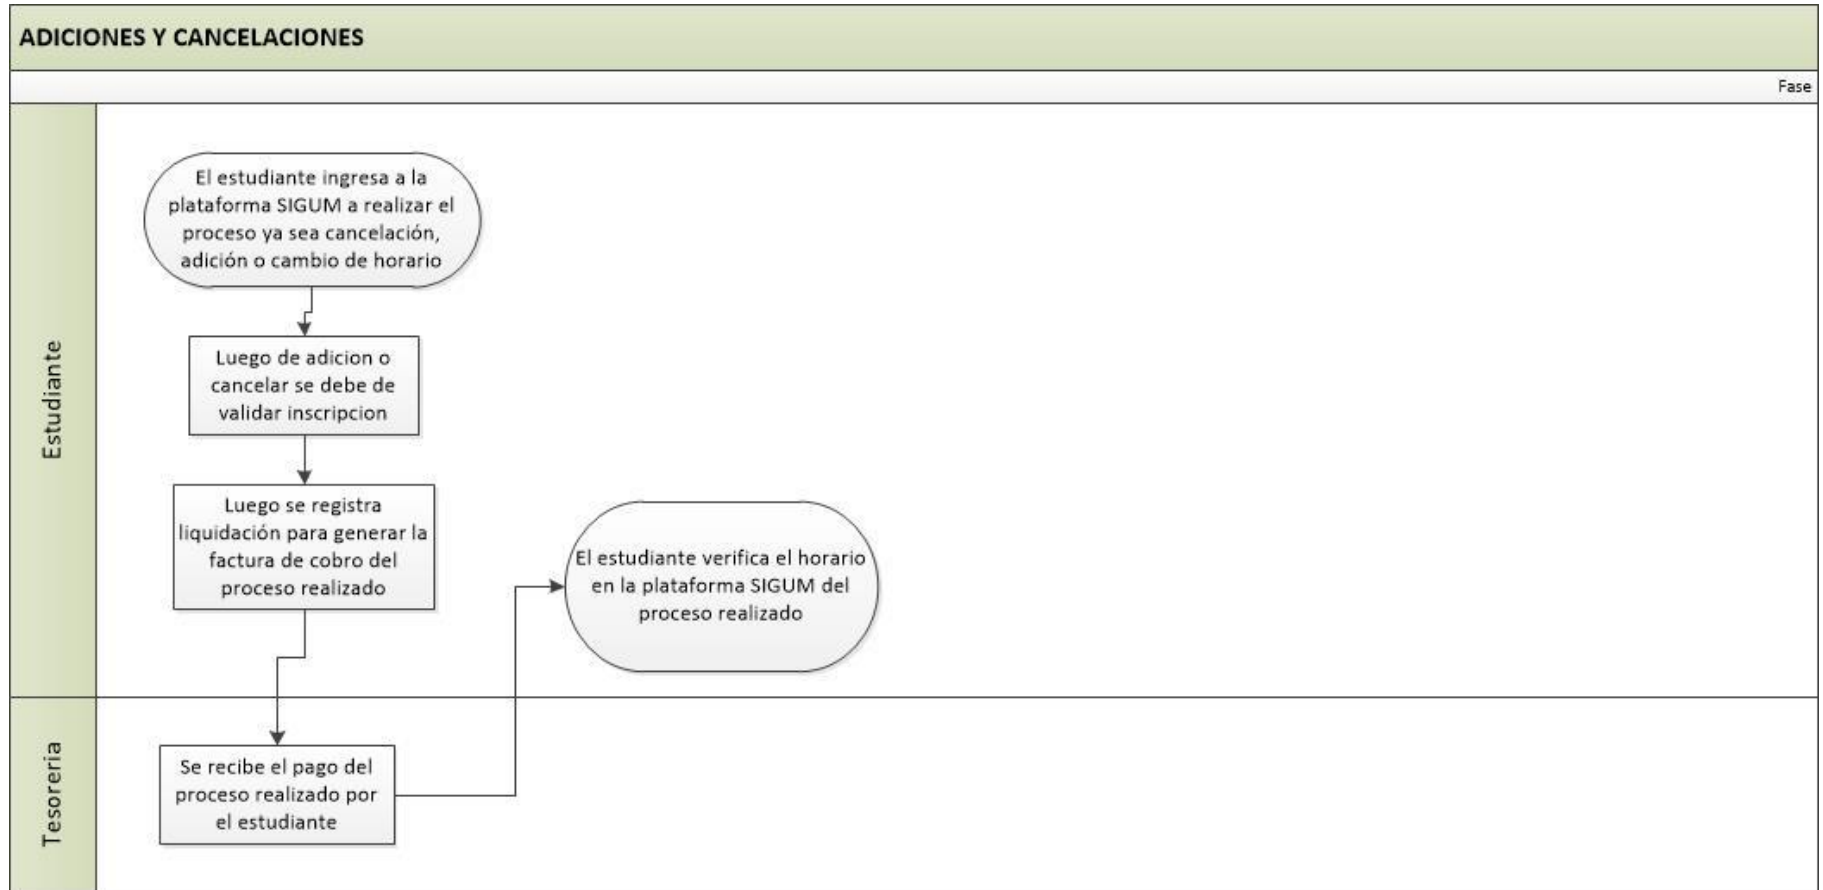 ADICIONES Y CANCELACIONES
Fase
Estudiante
El estudiante ingresa a la
plataforma SIGUM a realizar el
proceso ya sea cancelación,
adición o cambio de horario
Luego de adicion o
cancelar se debe de
validar inscripcion
Luego se registra
liquidación para generar la
factura de cobro del
proceso realizado
El estudiante verifica el horario
en la plataforma SIGUM del
proceso realizado
Tesoreria
Se recibe el pago del
proceso realizado por
el estudiante